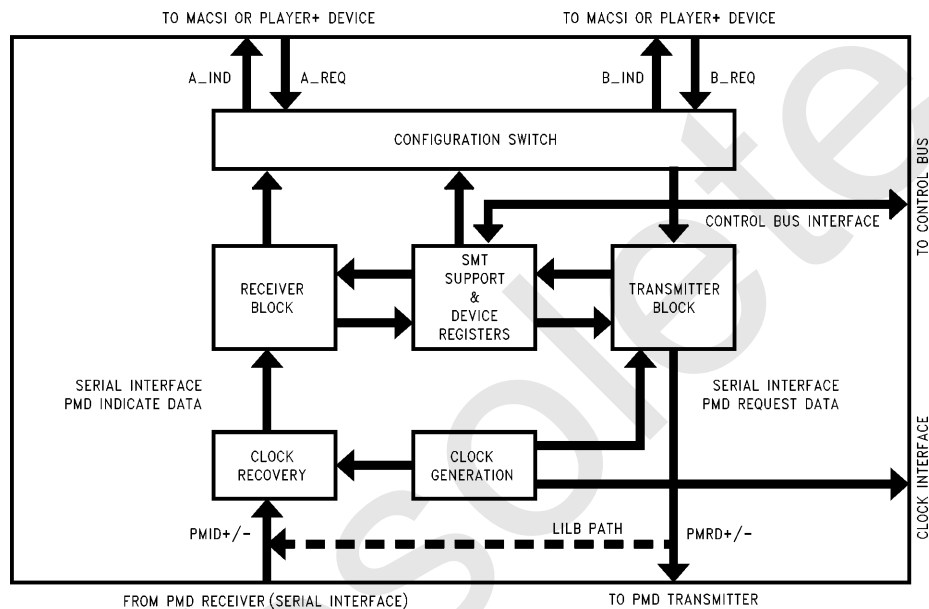 TO MACSI OR PLAYER+ DEVICE
TO MACSI OR PLAYER+ DEVICE
A_IND
A_REQ
B_IND
B_REQ
CONFIGURATION SWITCH
TO CONTROL BUS
CONTROL BUS INTERFACE
RECEIVER
BLOCK
SMT
SUPPORT
&
DEVICE
REGISTERS
TRANSMITTER
BLOCK
SERIAL INTERFACE
PMD INDICATE DATA
SERIAL INTERFACE
PMD REQUEST DATA
CLOCK
RECOVERY
CLOCK
GENERATION
CLOCK INTERFACE
PMID+/-
LILB PATH
PMRD+/-
FROM PMD RECEIVER (SERIAL INTERFACE)
TO PMD TRANSMITTER
solete